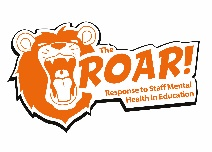 The
ROAR!
Response to Staff Mental
Health in Education